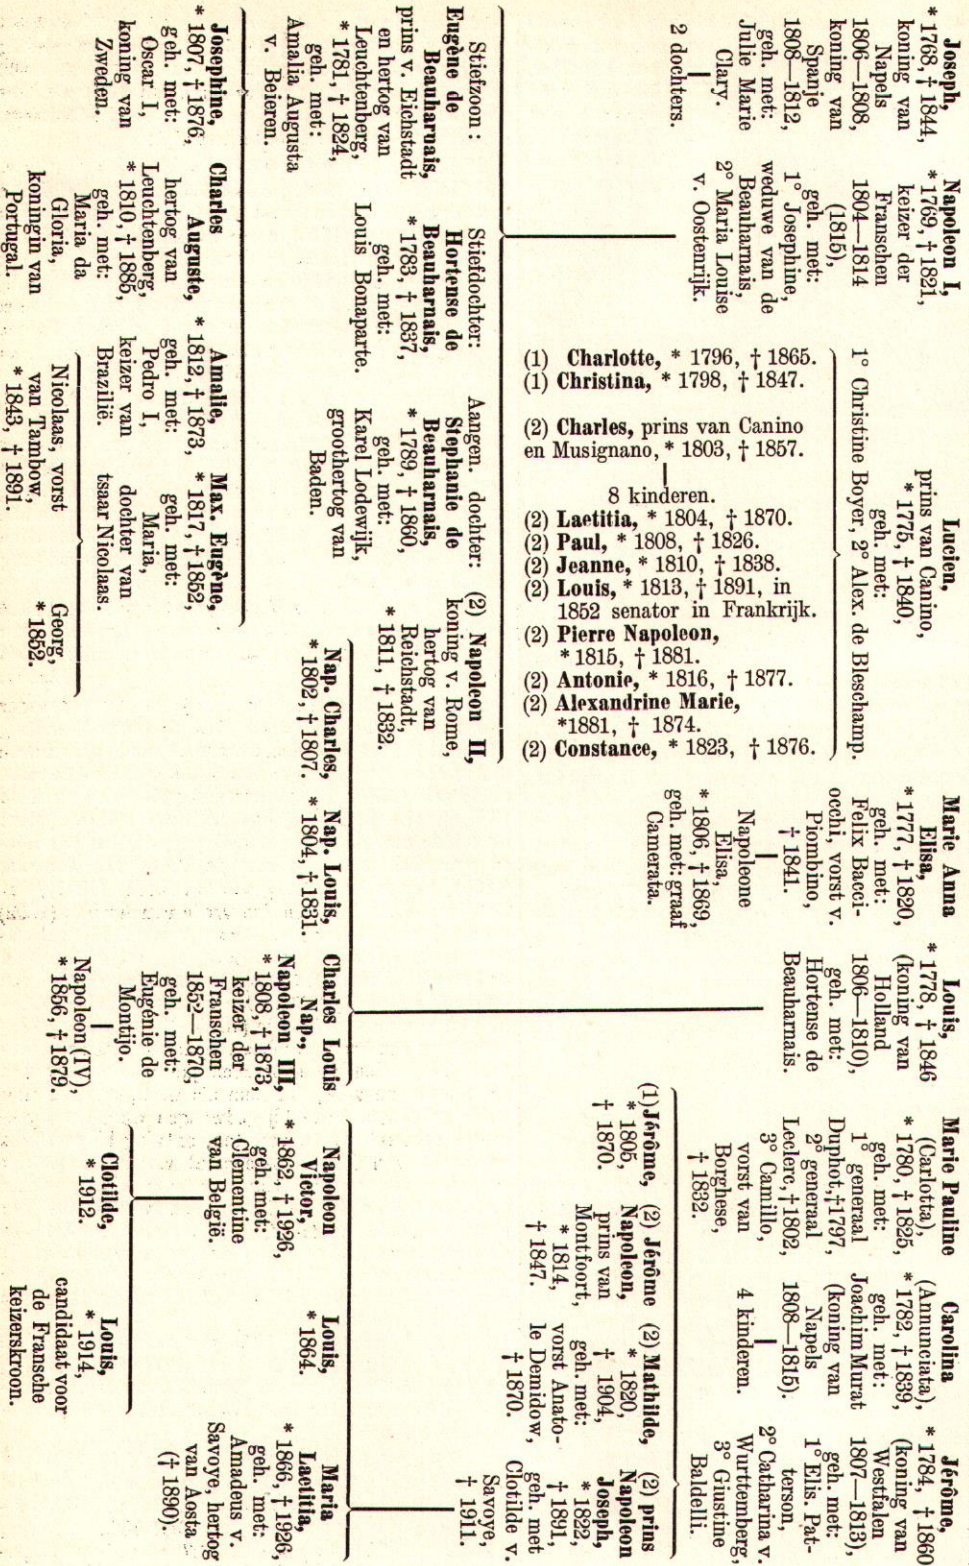 Joseph,
* 1768, † 1844,
koning van
Napels
1806—1808,
koning van
Spanje
1808—1812,
geh. met:
Julie Marie
Clary.
2 dochters.
Napoleon I,
* 1769, † 1821,
keizer der
Franschen
1804—1814
(1815),
geh. met:
1° Josephine,
weduwe van de
Beauharnais,
2° Maria Louise
v. Oostenrijk.
Lucien,
prins van Canino,
* 1775, † 1840,
geh. met:
1° Christine Boyer, 2° Alex. de Bleschamp.
(1) Charlotte, * 1796, † 1865.
(1) Christina, * 1798, † 1847.
(2) Charles, prins van Canino
en Musignano, * 1803, † 1857.
8 kinderen.
(2) Laetitia, * 1804, † 1870.
(2) Paul, * 1808, † 1826.
(2) Jeanne, * 1810, † 1838.
(2) Louis, * 1813, † 1891, in
1852 senator in Frankrijk.
(2) Pierre Napoleon,
* 1815, † 1881.
(2) Antonie, * 1816, † 1877.
(2) Alexandrine Marie,
*1881, † 1874.
(2) Constance, * 1823, † 1876.
Marie Anna
Elisa,
* 1777, † 1820,
geh. met:
Felix Bacci-
occhi, vorst v.
Piombino,
† 1841.
Napoleone
Elisa,
* 1806, † 1869,
geh. met: graaf
Camerata.
Louis,
* 1778, † 1846
(koning van
Holland
1806—1810),
geh. met:
Hortense de
Beauharnais.
Marie Pauline
(Carlotta),
* 1780, † 1825,
geh. met:
1° generaal
Duphot,†1797,
2° generaal
Leclerc,†1802,
3° Camillo,
vorst van
Borghese,
† 1832.
Carolina
(Annunciata),
* 1782, † 1839,
geh. met:
Joachim Murat
(koning van
Napels
1808—1815).
4 kinderen.
Jérôme,
* 1784, † 1860
(koning van
Westfalen
1807—1813),
geh. met:
1° Elis. Pat-
terson,
2° Catharina v.
Wurttemberg,
3° Giustine
Baldelli.
Stiefzoon:
Eugène de
Beauharnais,
prins v. Eichstadt
en hertog van
Leuchtenberg,
* 1781, † 1824,
geh. met:
Amalia Augusta
v. Beieren.
Stiefdochter:
Hortense de
Beauharnais,
* 1783, † 1837,
geh. met:
Louis Bonaparte.
Aangen. dochter:
Stephanie de
Beauharnais,
* 1789, † 1860,
geh. met:
Karel Lodewijk,
groothertog van
Baden.
(2) Napoleon II,
koning v. Rome,
hertog van
Reichstadt,
* 1811, † 1832.
(1) Jérôme,
* 1805,
† 1870.
(2) Jérôme
Napoleon,
prins van
Montfoort,
* 1814,
† 1847.
(2) Mathilde,
* 1820,
† 1904,
geh. met:
vorst Anato-
le Demidow,
† 1870.
(2) prins
Napoleon
Joseph,
* 1822,
† 1891,
geh. met
Clotilde v.
Savoye,
† 1911.
Josephine,
* 1807, † 1876,
geh. met:
Oscar I,
koning van
Zweden.
Charles
Auguste,
hertog van
Leuchtenberg,
* 1810, † 1885,
geh. met:
Maria da
Gloria,
koningin van
Portugal.
Amalie,
* 1812, † 1873,
geh. met:
Pedro I,
keizer van
Brazilië.
Max. Eugène,
* 1817, † 1852,
geh. met:
Maria,
dochter van
tsaar Nicolaas.
Nicolaas, vorst
van Tambow,
* 1843, † 1891.
Georg,
* 1852.
Nap. Charles,
* 1802, † 1807.
Nap. Louis,
* 1804, † 1831.
Charles Louis
Nap.,
Napoleon III,
* 1808, † 1873,
keizer der
Franschen
1852—1870,
geh. met:
Eugénie de
Montijo.
Napoleon (IV),
* 1856, † 1879.
Napoleon
Victor,
* 1862, † 1926,
geh. met:
Clementine
van België.
Louis,
* 1864.
Maria
Laetitia,
* 1866, † 1926,
geh. met:
Amadeus v.
Savoye, hertog
van Aosta
(† 1890).
Clotilde,
* 1912.
Louis,
* 1914,
candidaat voor
de Fransche
keizerskroon.